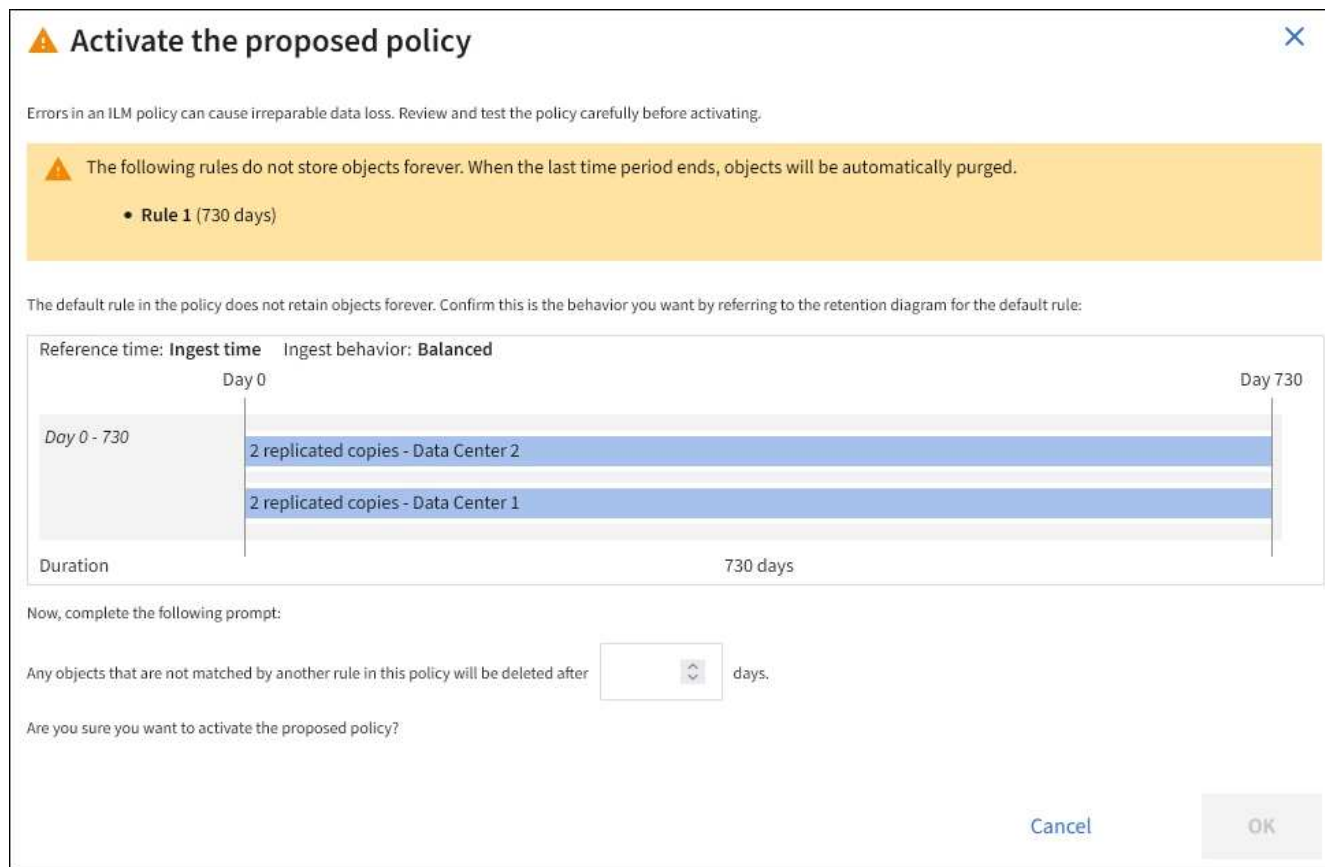 Activate the proposed policy
Errors in an ILM policy can cause irreparable data loss. Review and test the policy carefully before activating.
The following rules do not store objects forever. When the last time period ends, objects will be automatically purged.
• Rule 1 (730 days)
The default rule in the policy does not retain objects forever. Confirm this is the behavior you want by referring to the retention diagram for the default rule:
Reference time: Ingest time Ingest behavior: Balanced
Day 0 Day 730
Day 0 - 730
2 replicated copies - Data Center 2
2 replicated copies - Data Center 1
Duration 730 days
Now, complete the following prompt:
Any objects that are not matched by another rule in this policy will be deleted after days.
Are you sure you want to activate the proposed policy?
Cancel OK